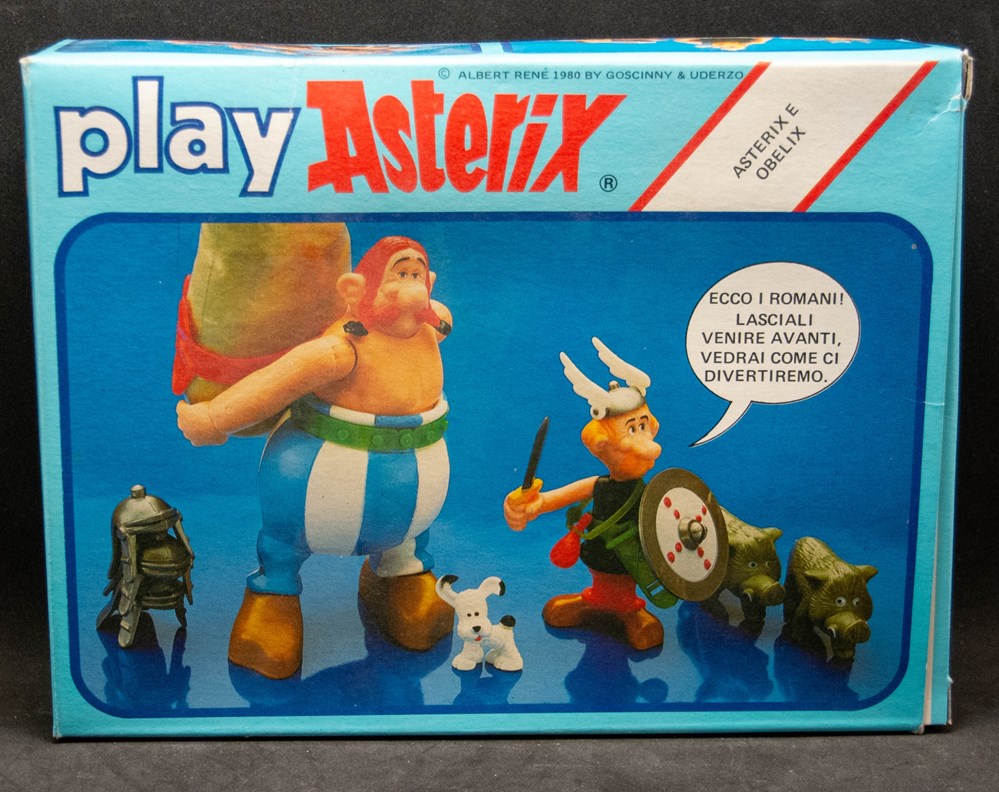 © ALBERT RENÉ 1980 BY GOSCINNY & UDERZO
play Asterix ®
ASTERIX E
OBELIX
ECCO I ROMANI!
LASCIALI
VENIRE AVANTI,
VEDRAI COME CI
DIVERTIREMO.